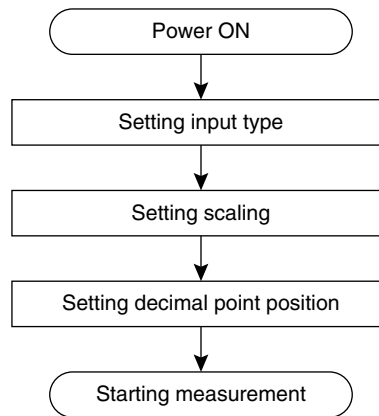 Power ON
Setting input type
Setting scaling
Setting decimal point position
Starting measurement